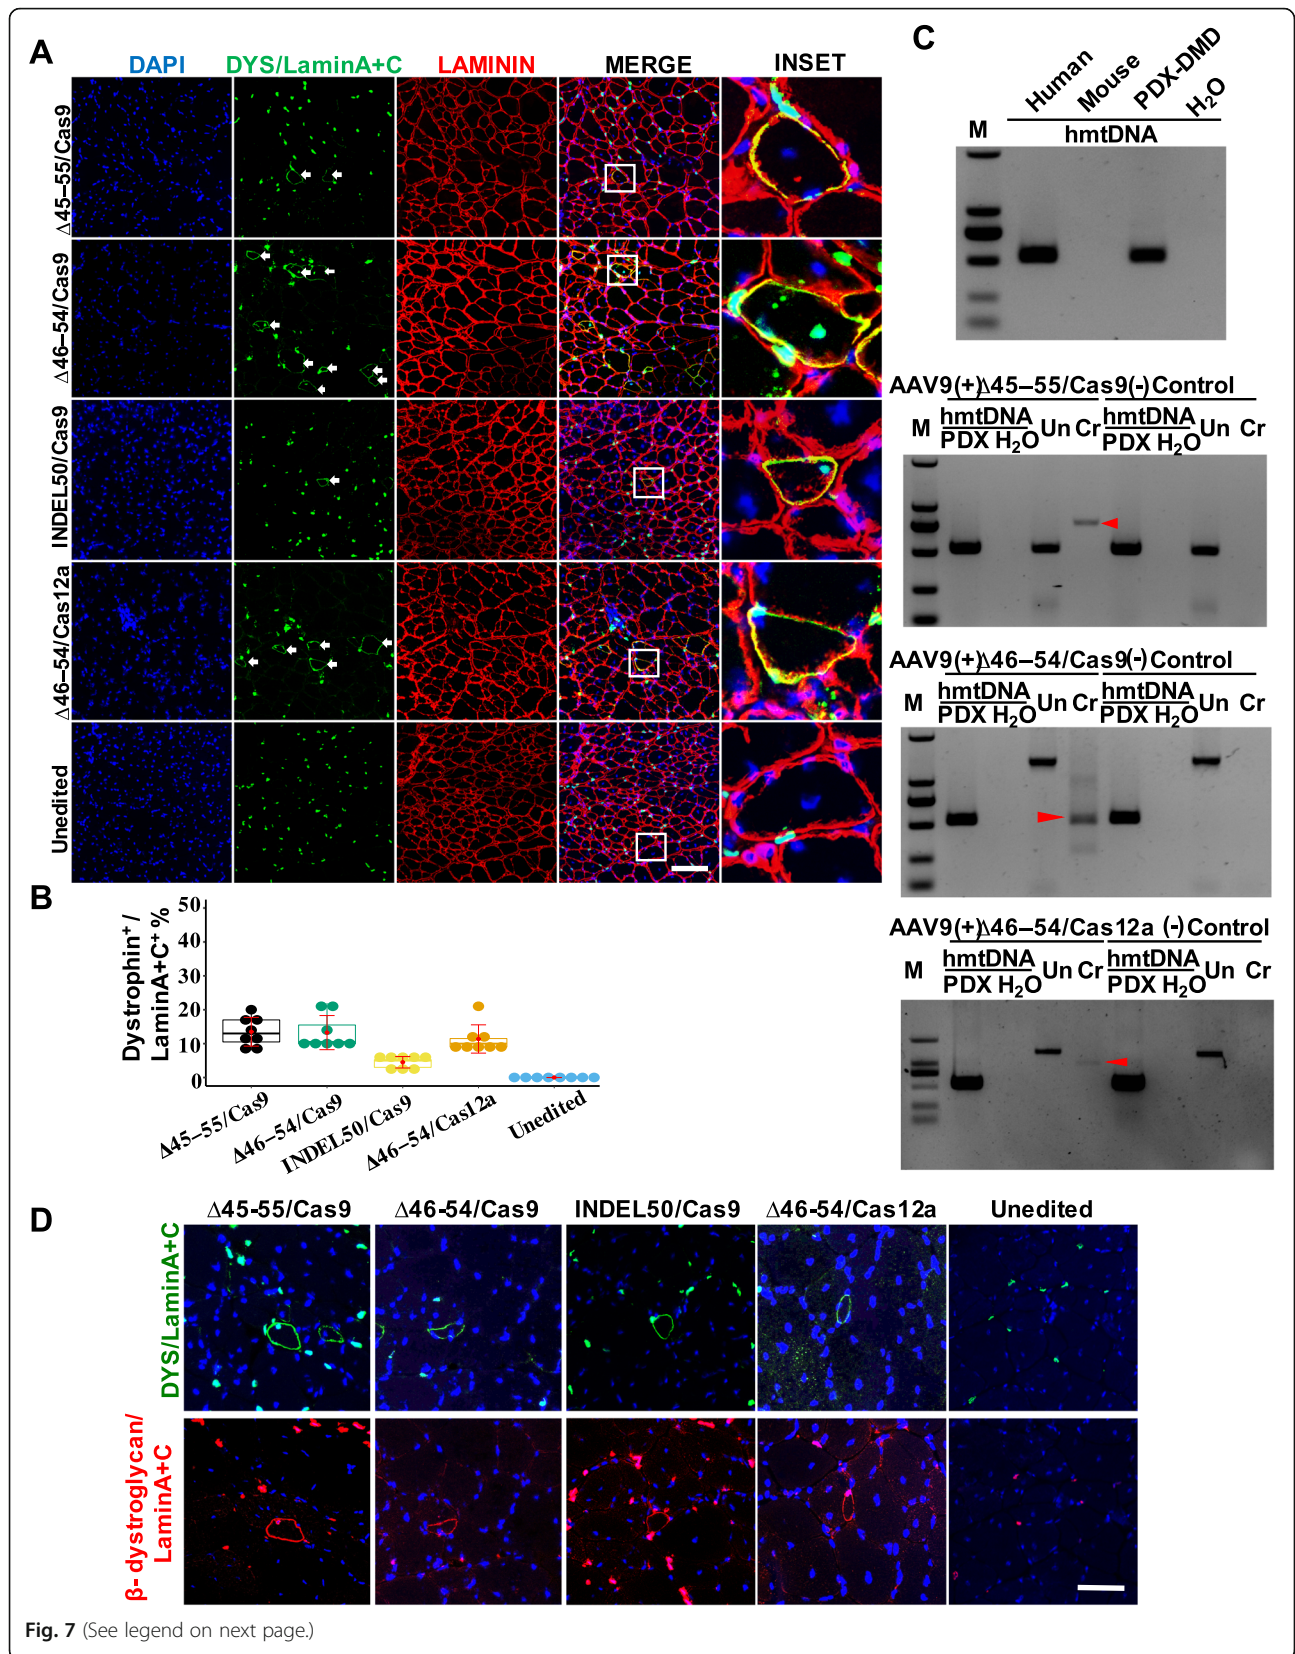 A
DAPI DYS/LaminA+C LAMININ MERGE INSET
Δ45–55/Cas9
Δ46–54/Cas9
INDEL50/Cas9
Δ46–54/Cas12a
Unedited
B
Dystrophin⁺ /
LaminA+C⁺ %
50
40
30
20
10
0
Δ45–55/Cas9
Δ46–54/Cas9
INDEL50/Cas9
Δ46–54/Cas12a
Unedited
C
Human Mouse PDX-DMD H₂O
M hmtDNA
AAV9(+)Δ45–55/Cas9(-)Control
hmtDNA hmtDNA
M PDX H₂O Un Cr PDX H₂O Un Cr
AAV9(+)Δ46–54/Cas9(-)Control
hmtDNA hmtDNA
M PDX H₂O Un Cr PDX H₂O Un Cr
AAV9(+)Δ46–54/Cas12a (-)Control
hmtDNA hmtDNA
M PDX H₂O Un Cr PDX H₂O Un Cr
D
Δ45-55/Cas9 Δ46-54/Cas9 INDEL50/Cas9 Δ46-54/Cas12a Unedited
DYS/LaminA+C
β- dystroglycan/
LaminA+C
Fig. 7 (See legend on next page.)